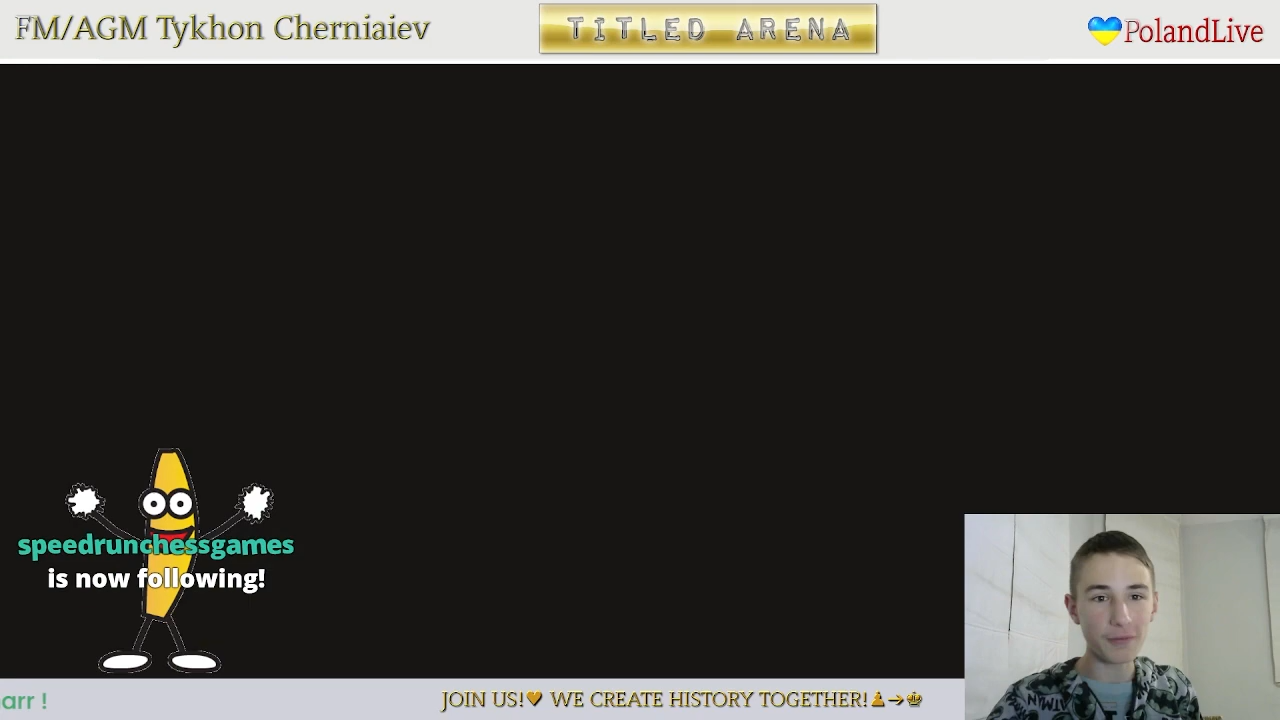 FM/AGM Tykhon Cherniaiev
TITLED ARENA
PolandLive
speedrunchessgames
is now following!
arr !
JOIN US!🧡 WE CREATE HISTORY TOGETHER!♟→♚